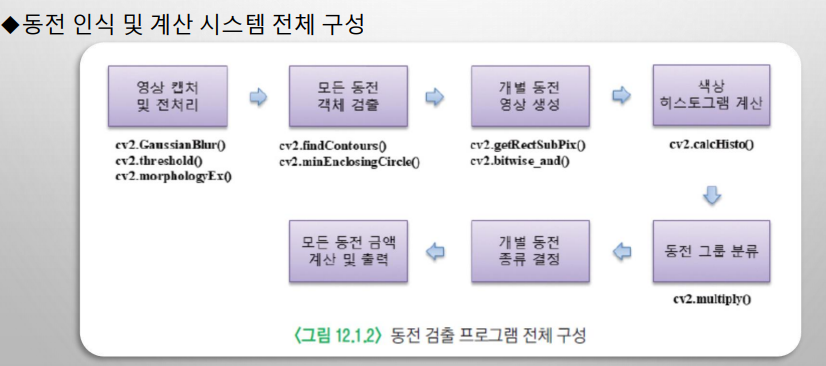 ◆동전 인식 및 계산 시스템 전체 구성
영상 캡처
및 전처리
cv2.GaussianBlur()
cv2.threshold()
cv2.morphologyEx()
모든 동전
객체 검출
cv2.findContours()
cv2.minEnclosingCircle()
개별 동전
영상 생성
cv2.getRectSubPix()
cv2.bitwise_and()
색상
히스토그램 계산
cv2.calcHisto()
동전 그룹 분류
cv2.multiply()
개별 동전
종류 결정
모든 동전 금액
계산 및 출력
〈그림 12.1.2〉 동전 검출 프로그램 전체 구성